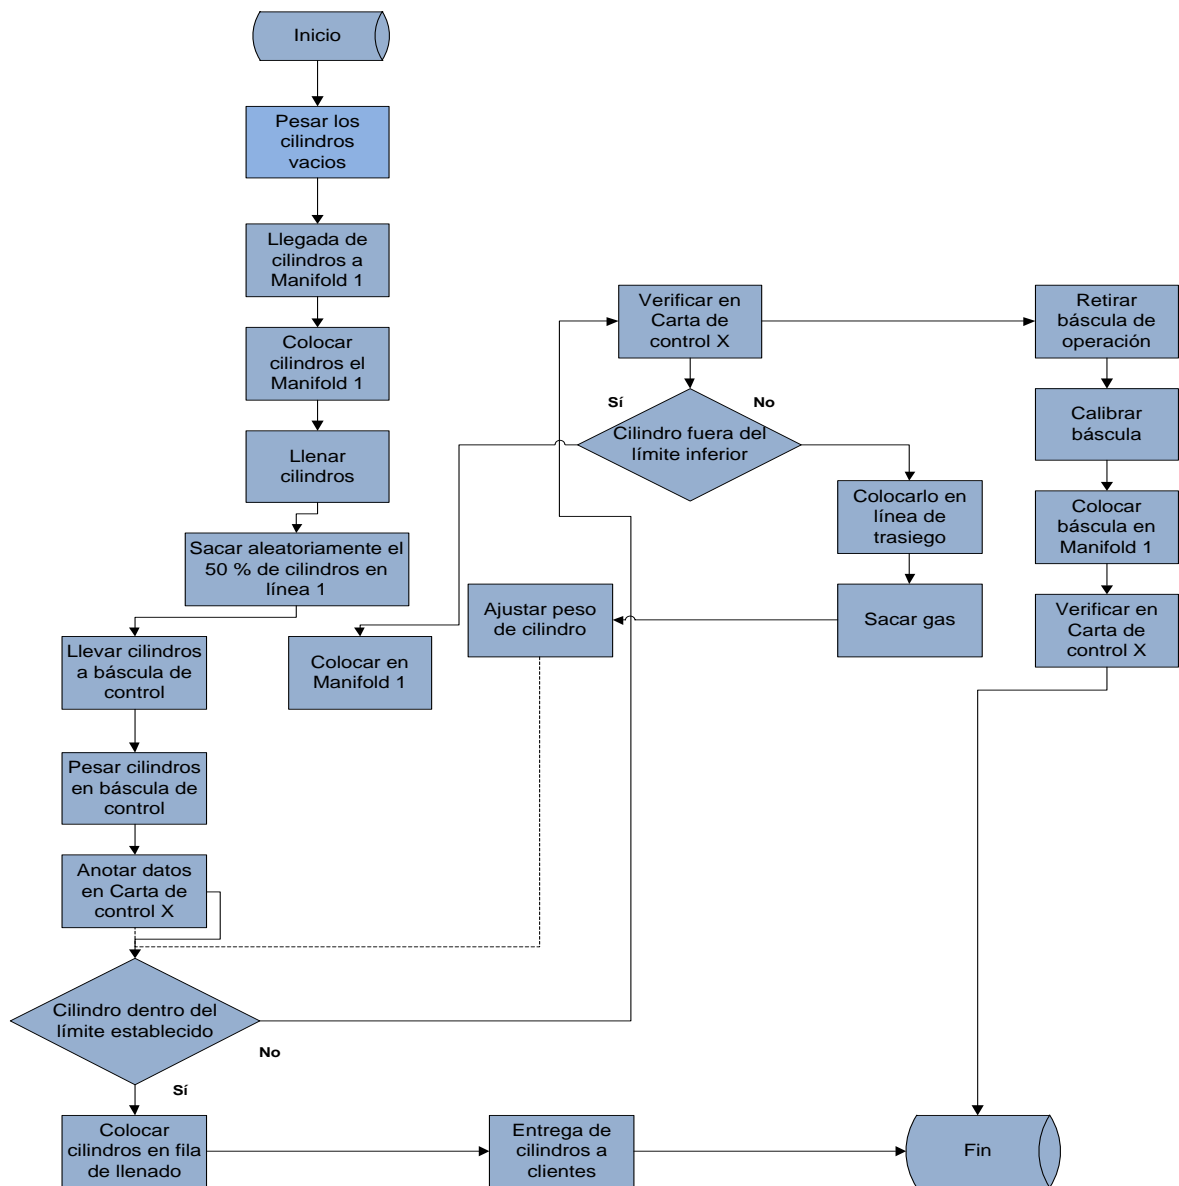 Inicio
Pesar los
cilindros
vacios
Llegada de
cilindros a
Manifold 1
Colocar
cilindros el
Manifold 1
Llenar
cilindros
Sacar aleatoriamente el
50 % de cilindros en
línea 1
Llevar cilindros
a báscula de
control
Pesar cilindros
en báscula de
control
Anotar datos
en Carta de
control X
Cilindro dentro del
límite establecido
No
Sí
Colocar
cilindros en fila
de llenado
Entrega de
cilindros a
clientes
Fin
Verificar en
Carta de
control X
Sí
No
Cilindro fuera del
límite inferior
Colocar en
Manifold 1
Colocarlo en
línea de
trasiego
Sacar gas
Ajustar peso
de cilindro
Retirar
báscula de
operación
Calibrar
báscula
Colocar
báscula en
Manifold 1
Verificar en
Carta de
control X